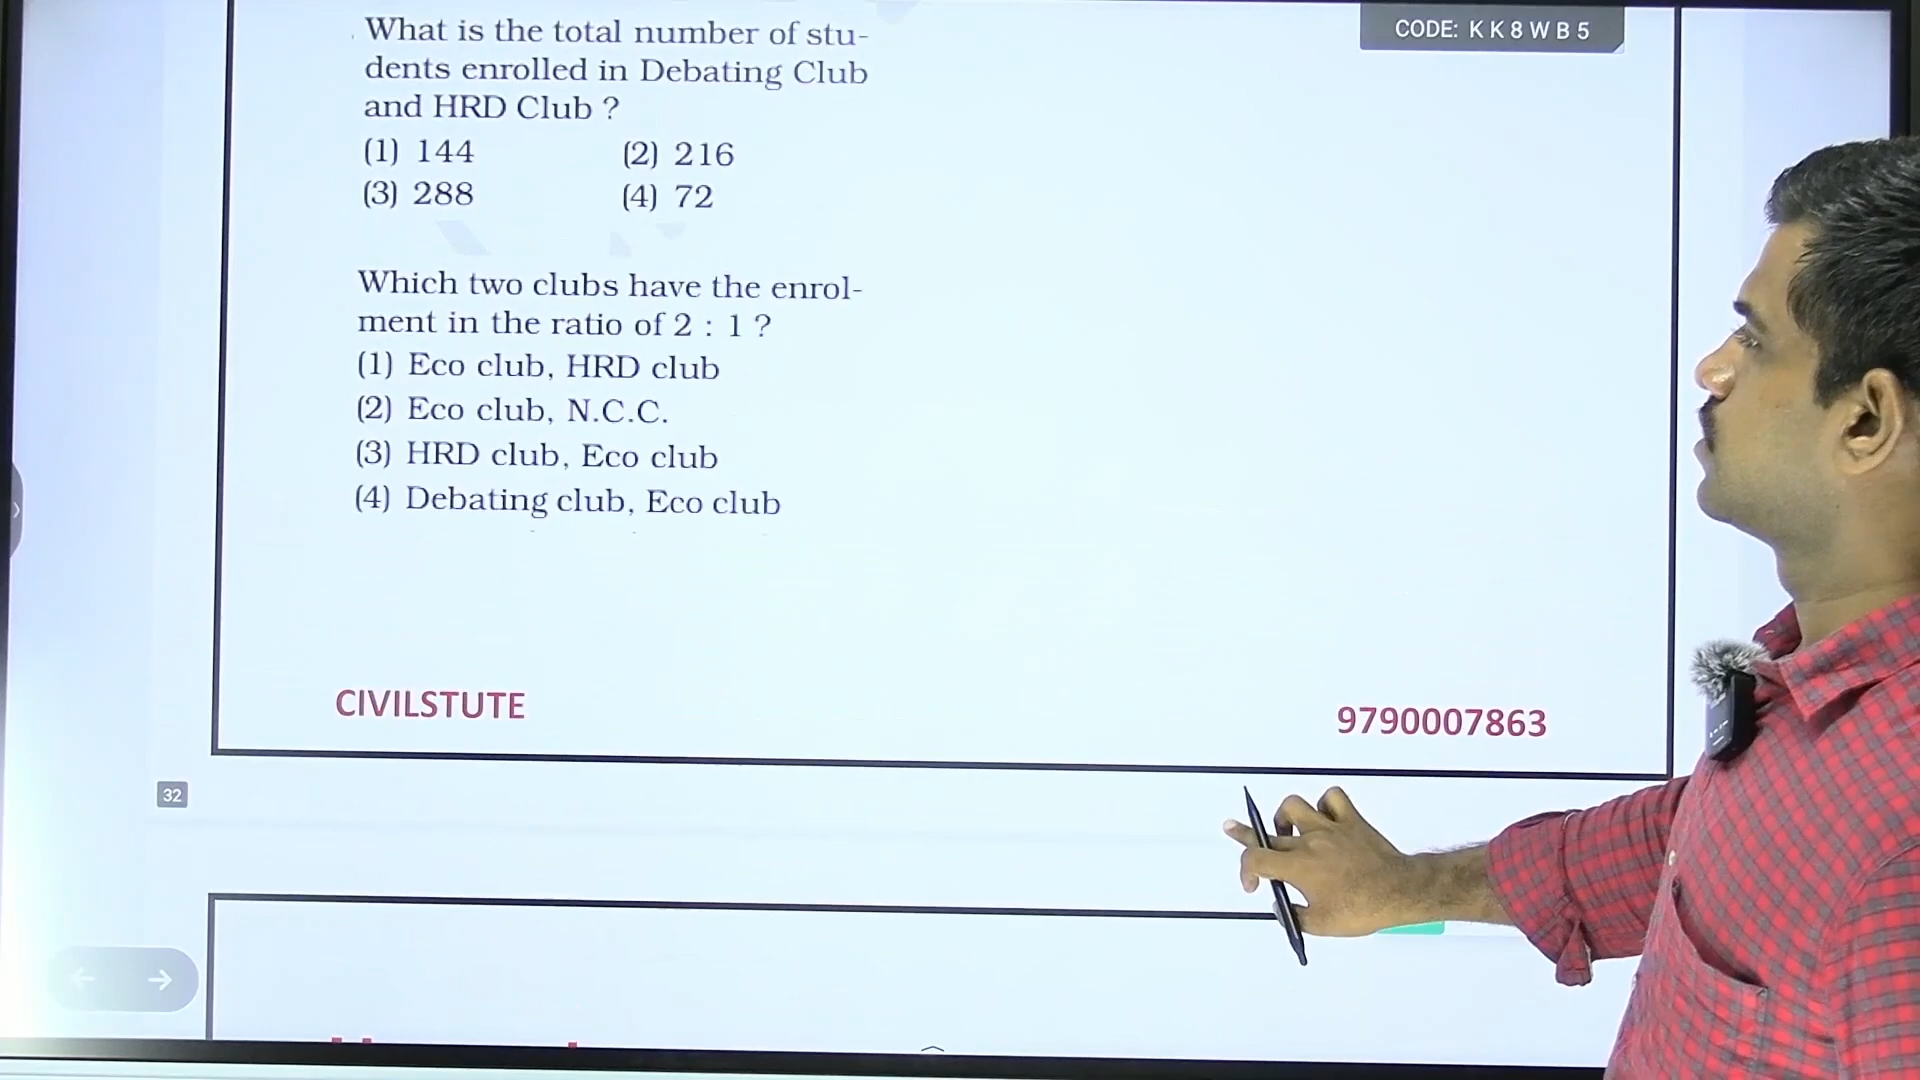 CODE: K K 8 W B 5
What is the total number of stu-
dents enrolled in Debating Club
and HRD Club ?
(1) 144 (2) 216
(3) 288 (4) 72
Which two clubs have the enrol-
ment in the ratio of 2 : 1 ?
(1) Eco club, HRD club
(2) Eco club, N.C.C.
(3) HRD club, Eco club
(4) Debating club, Eco club
CIVILSTUTE 9790007863
32